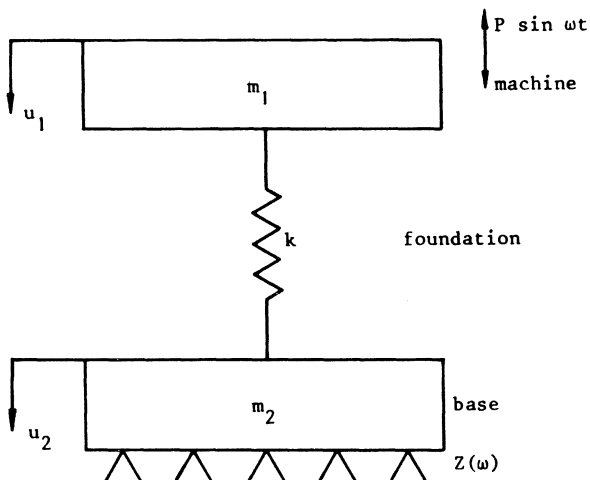 P sin ωt
machine
m₁
u₁
k
foundation
m₂
base
u₂
Z(ω)